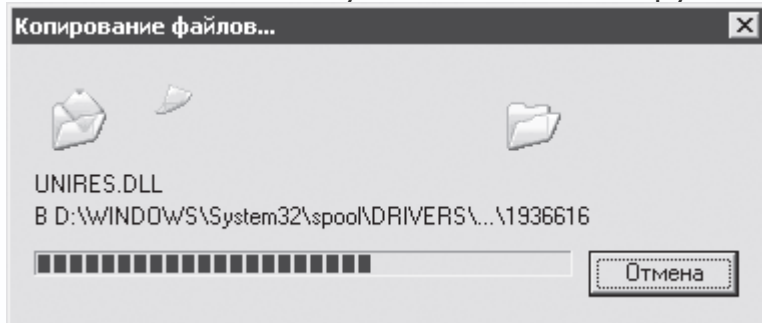 Копирование файлов...
UNIRES.DLL
В D:\WINDOWS\System32\spool\DRIVERS\...\1936616
Отмена